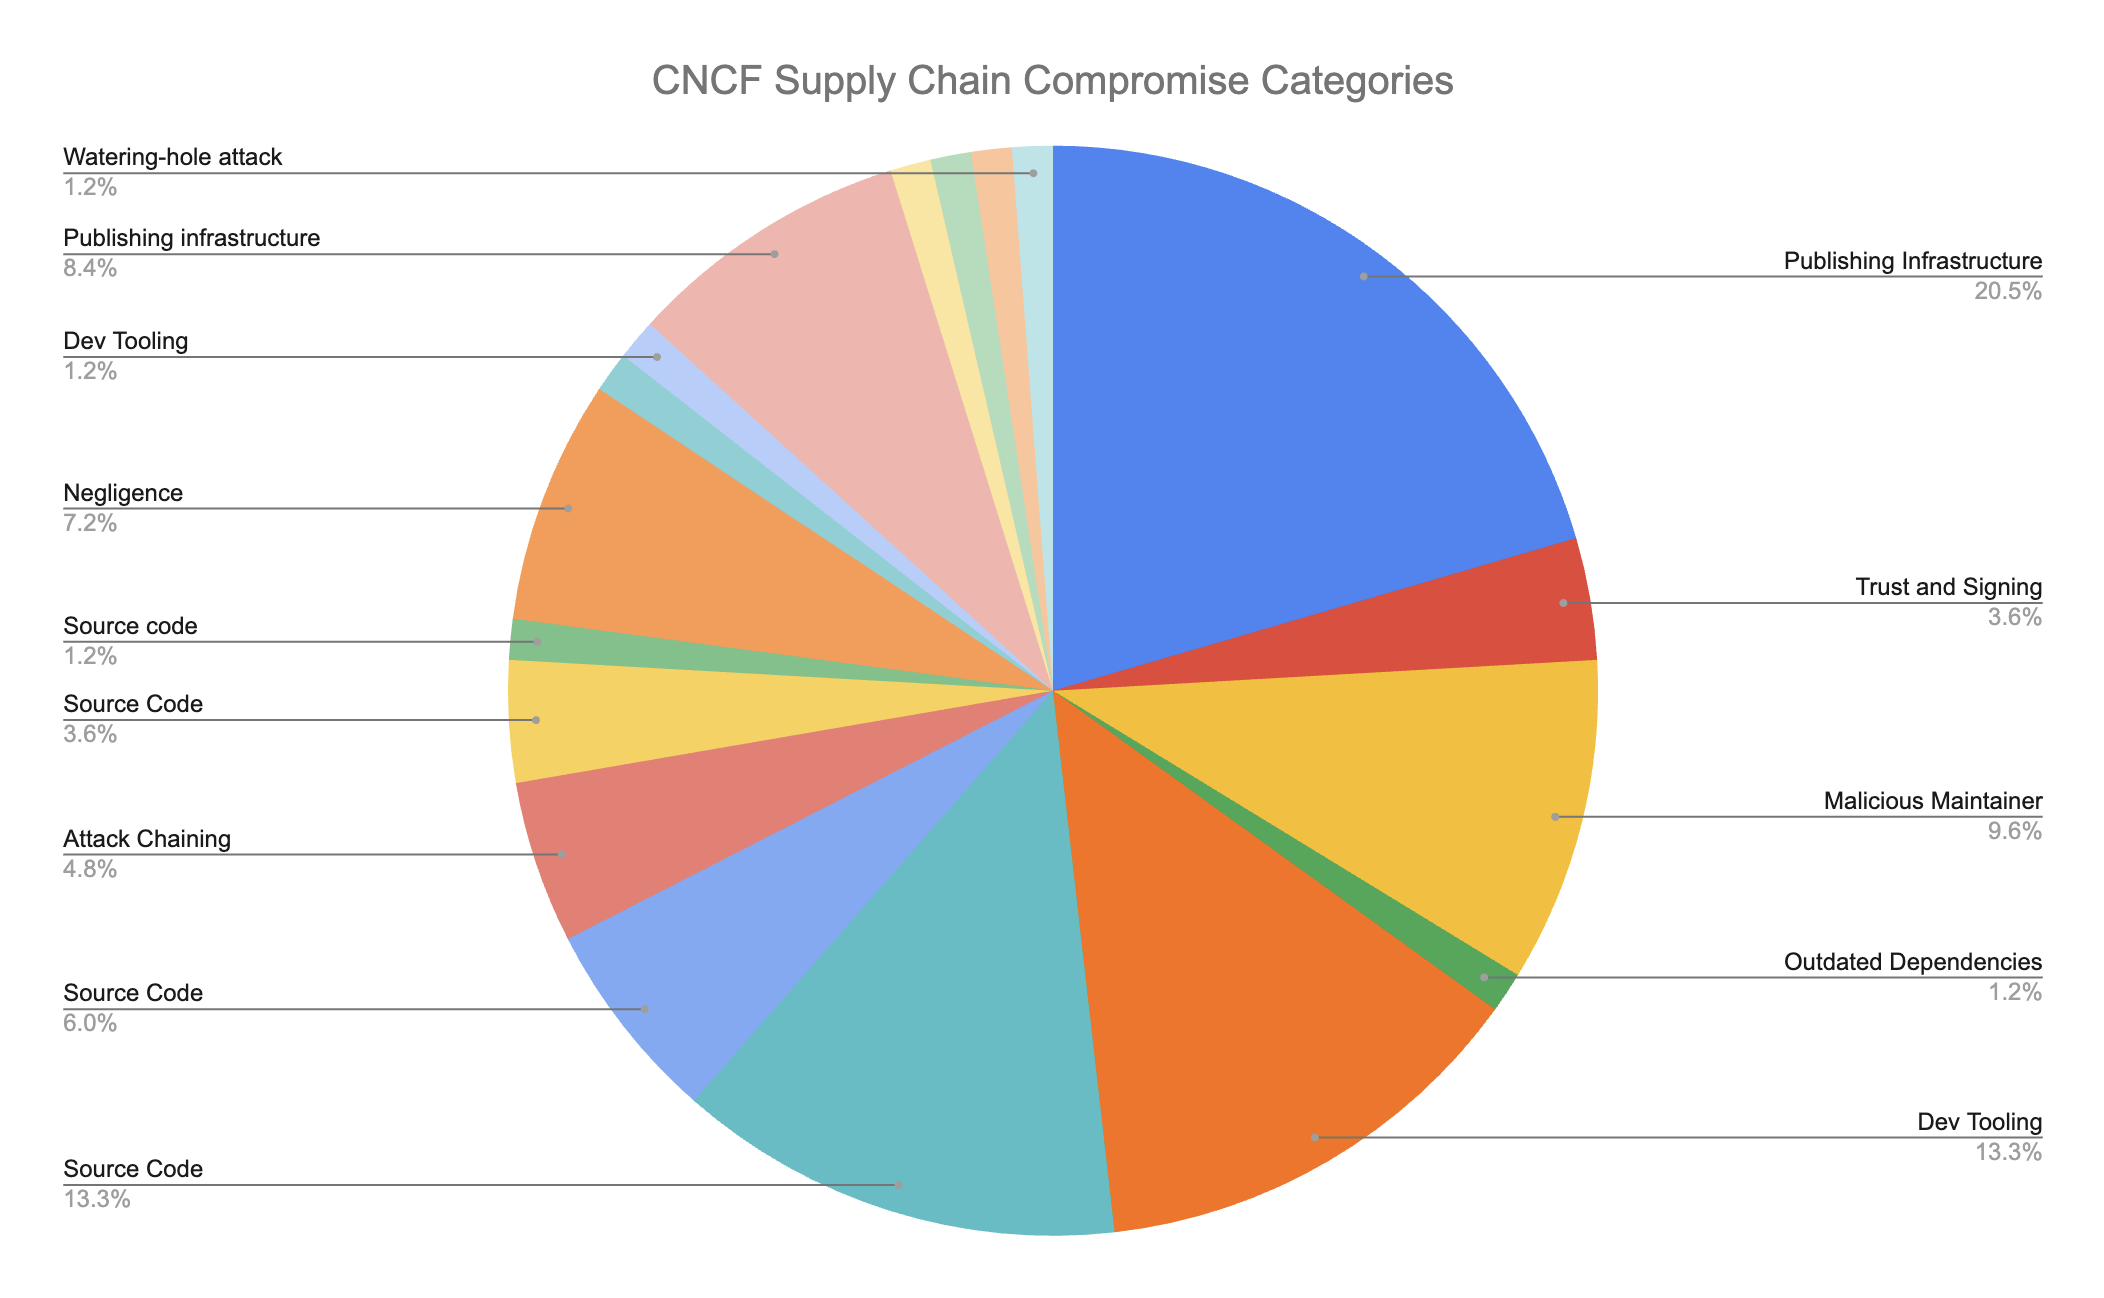 CNCF Supply Chain Compromise Categories
Watering-hole attack
1.2%
Publishing infrastructure
8.4%
Dev Tooling
1.2%
Negligence
7.2%
Source code
1.2%
Source Code
3.6%
Attack Chaining
4.8%
Source Code
6.0%
Source Code
13.3%
Publishing Infrastructure
20.5%
Trust and Signing
3.6%
Malicious Maintainer
9.6%
Outdated Dependencies
1.2%
Dev Tooling
13.3%